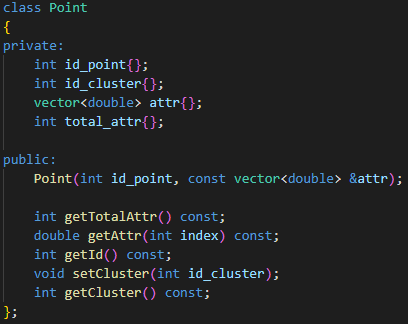 class Point
{
private:
    int id_point{};
    int id_cluster{};
    vector<double> attr{};
    int total_attr{};

public:
    Point(int id_point, const vector<double> &attr);

    int getTotalAttr() const;
    double getAttr(int index) const;
    int getId() const;
    void setCluster(int id_cluster);
    int getCluster() const;
};